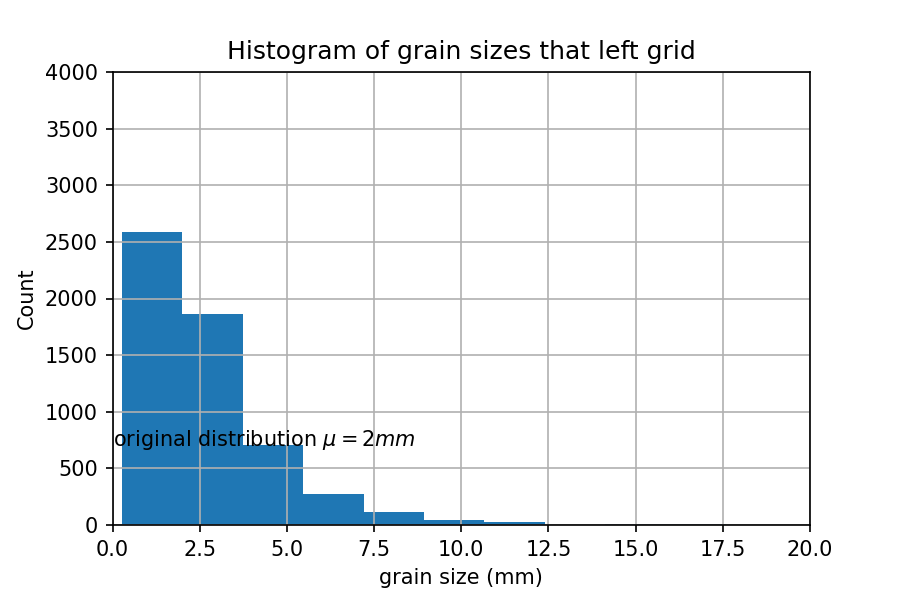 Histogram of grain sizes that left grid
4000
3500
3000
2500
2000
1500
1000
500
0
Count
original distribution μ = 2mm
0.0 2.5 5.0 7.5 10.0 12.5 15.0 17.5 20.0
grain size (mm)